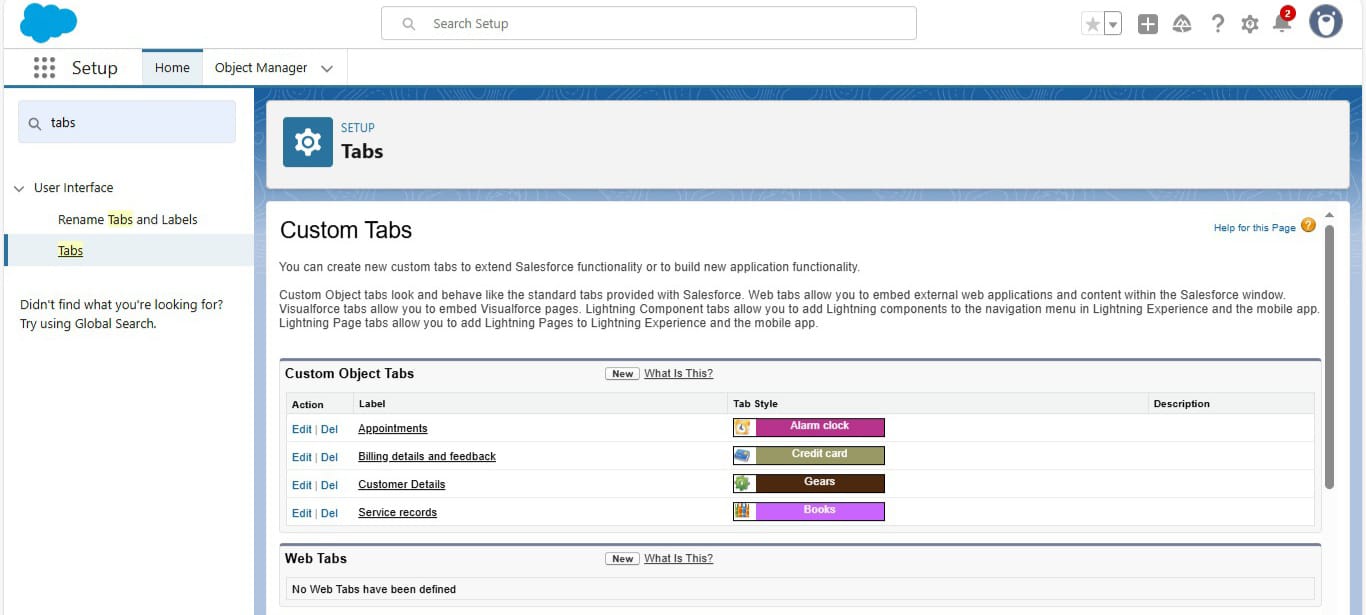 Search Setup
2
Setup
Home
Object Manager
tabs
User Interface
Rename Tabs and Labels
Tabs
Didn't find what you're looking for?
Try using Global Search.
SETUP
Tabs
Custom Tabs
Help for this Page ?
You can create new custom tabs to extend Salesforce functionality or to build new application functionality.
Custom Object tabs look and behave like the standard tabs provided with Salesforce. Web tabs allow you to embed external web applications and content within the Salesforce window.
Visualforce tabs allow you to embed Visualforce pages. Lightning Component tabs allow you to add Lightning components to the navigation menu in Lightning Experience and the mobile app.
Lightning Page tabs allow you to add Lightning Pages to Lightning Experience and the mobile app.
Custom Object Tabs New What Is This?
Action Label Tab Style Description
Edit | Del Appointments Alarm clock
Edit | Del Billing details and feedback Credit card
Edit | Del Customer Details Gears
Edit | Del Service records Books
Web Tabs New What Is This?
No Web Tabs have been defined